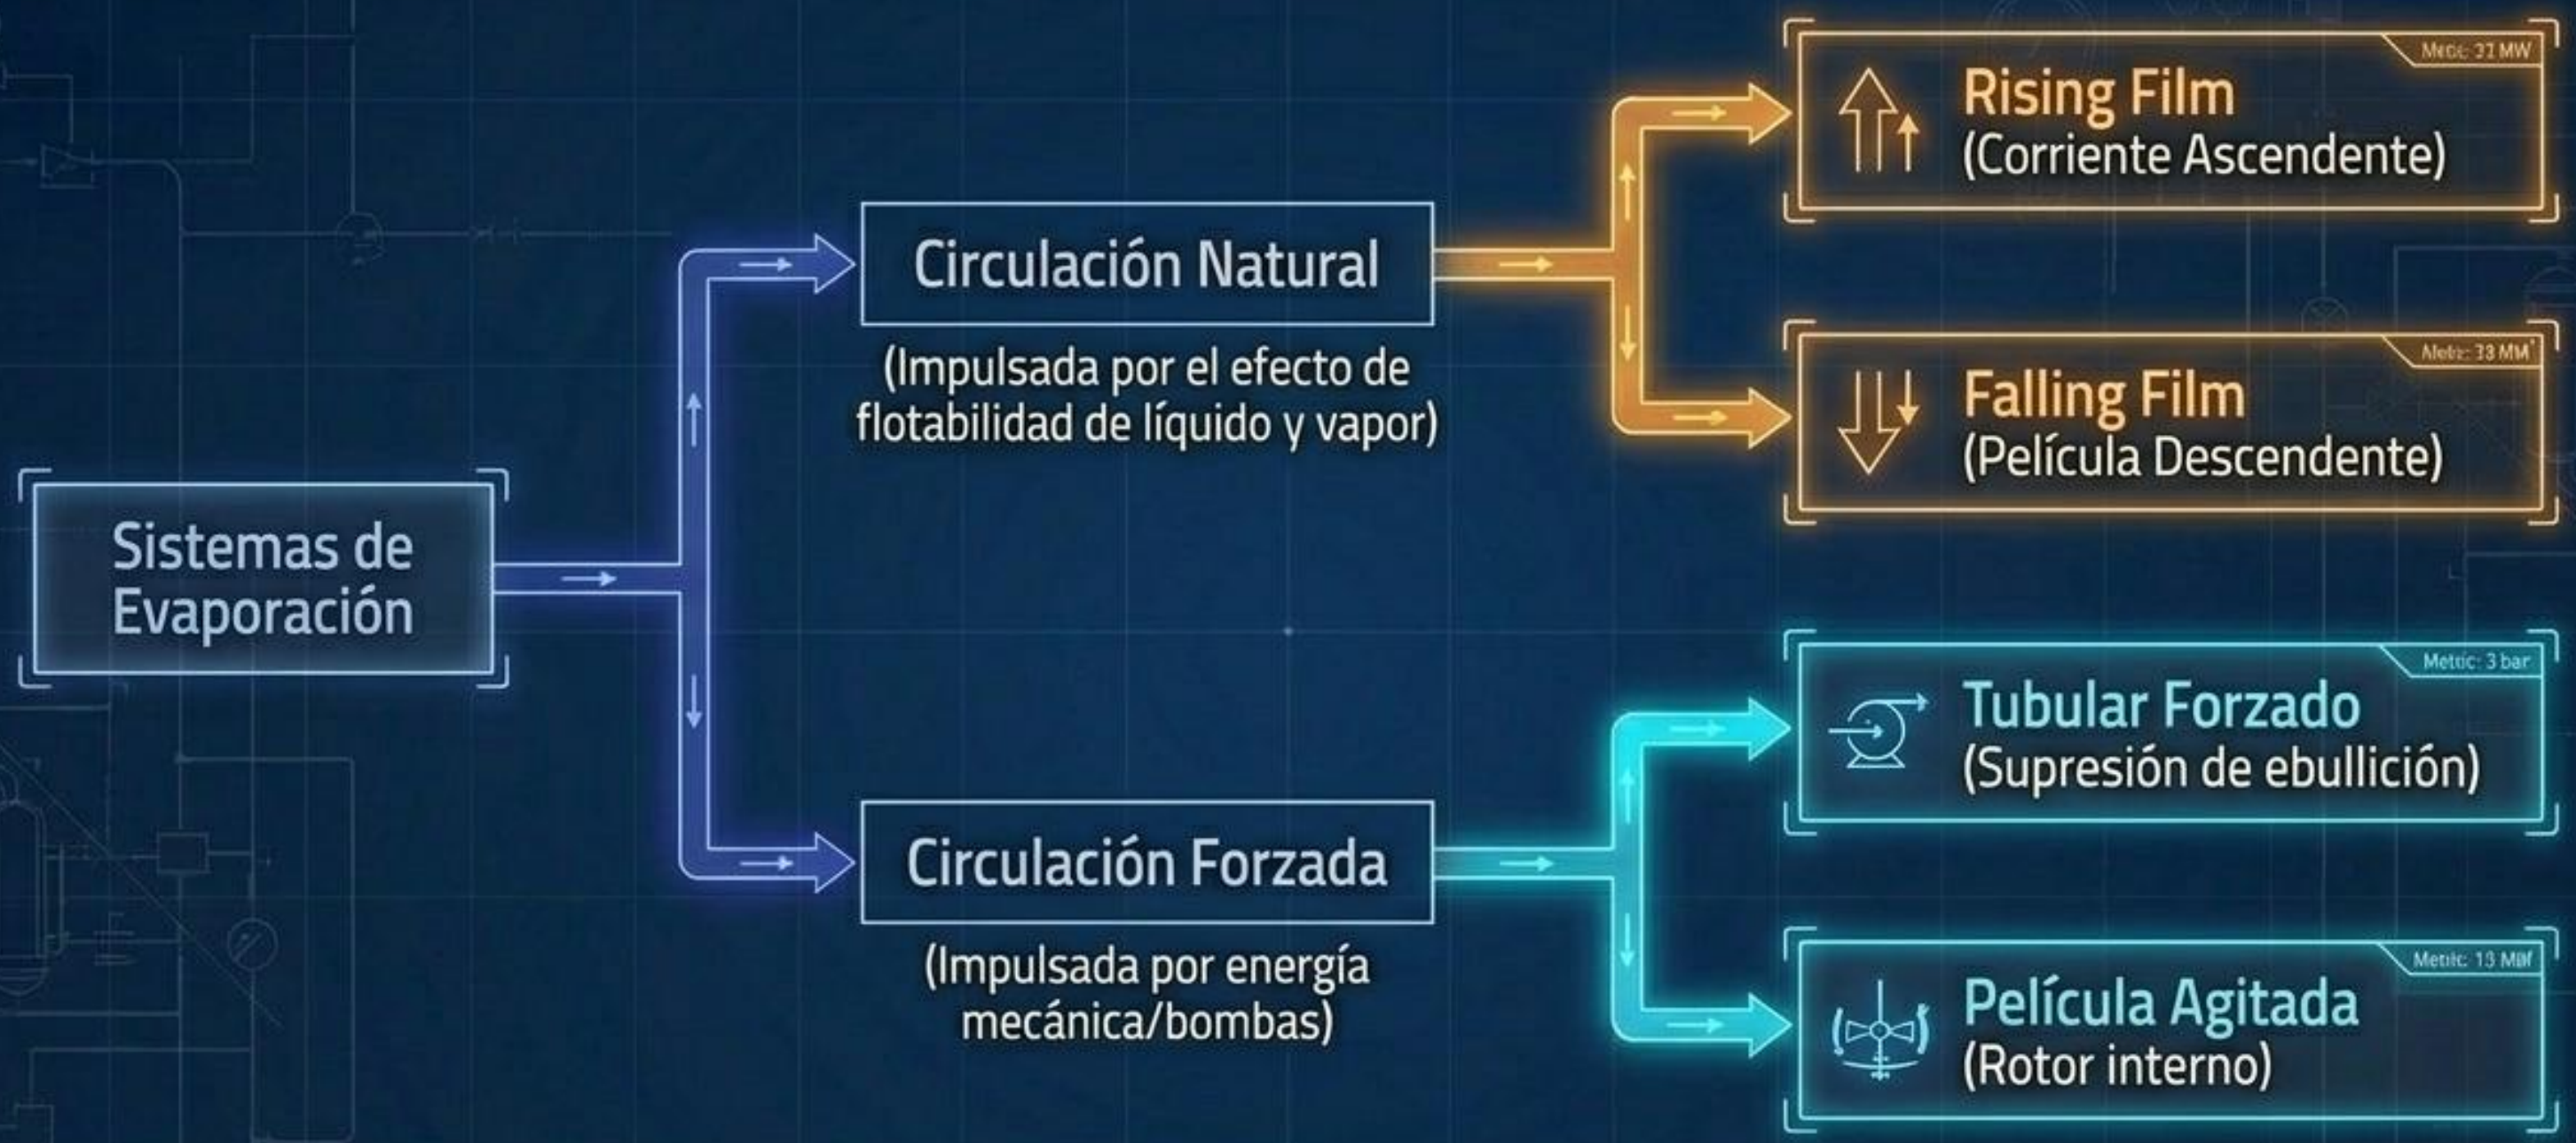 Sistemas de
Evaporación
Circulación Natural
(Impulsada por el efecto de
flotabilidad de líquido y vapor)
Rising Film
(Corriente Ascendente)
Falling Film
(Película Descendente)
Circulación Forzada
(Impulsada por energía
mecánica/bombas)
3 bar
Tubular Forzado
(Supresión de ebullición)
Película Agitada
(Rotor interno)